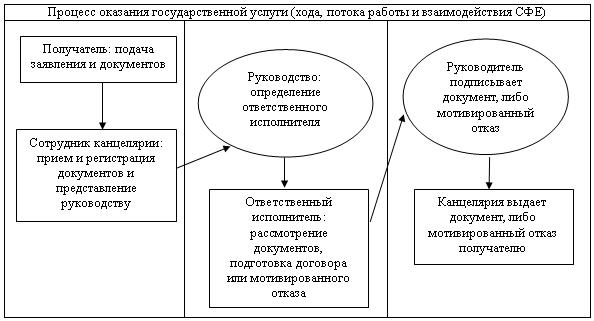 Процесс оказания государственной услуги (хода, потока работы и взаимодействия СФЕ)
Получатель: подача
заявления и документов
Сотрудник канцелярии:
прием и регистрация
документов и
представление
руководству
Руководство:
определение
ответственного
исполнителя
Ответственный
исполнитель:
рассмотрение
документов,
подготовка договора
или мотивированного
отказа
Руководитель
подписывает
документ, либо
мотивированный
отказ
Канцелярия выдает
документ, либо
мотивированный отказ
получателю